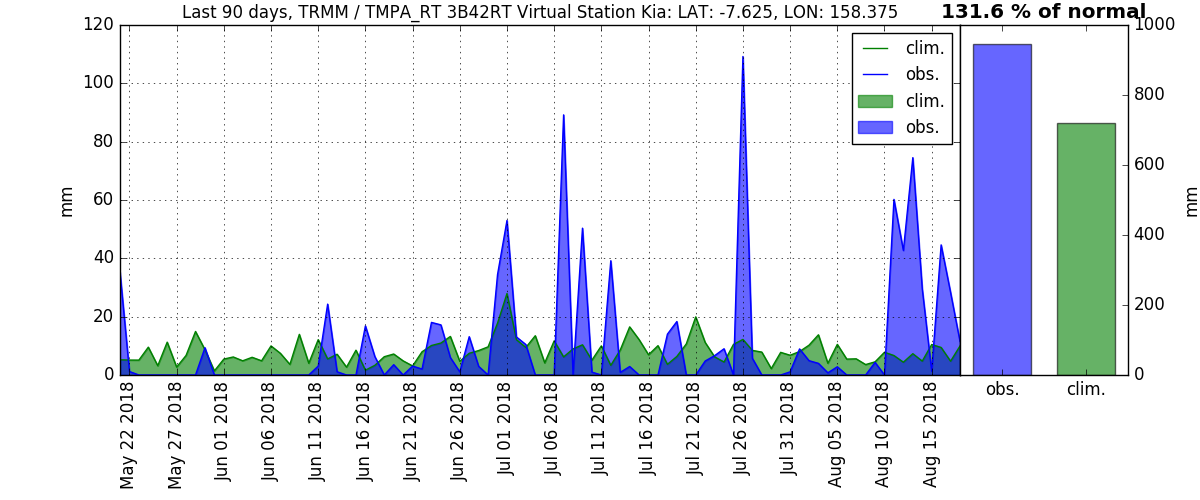 Last 90 days, TRMM / TMPA_RT 3B42RT Virtual Station Kia: LAT: -7.625, LON: 158.375
131.6 % of normal
120
100
80
60
40
20
0
mm
clim.
obs.
clim.
obs.
1000
800
600
400
200
0
mm
obs.
clim.
May 22 2018
May 27 2018
Jun 01 2018
Jun 06 2018
Jun 11 2018
Jun 16 2018
Jun 21 2018
Jun 26 2018
Jul 01 2018
Jul 06 2018
Jul 11 2018
Jul 16 2018
Jul 21 2018
Jul 26 2018
Jul 31 2018
Aug 05 2018
Aug 10 2018
Aug 15 2018